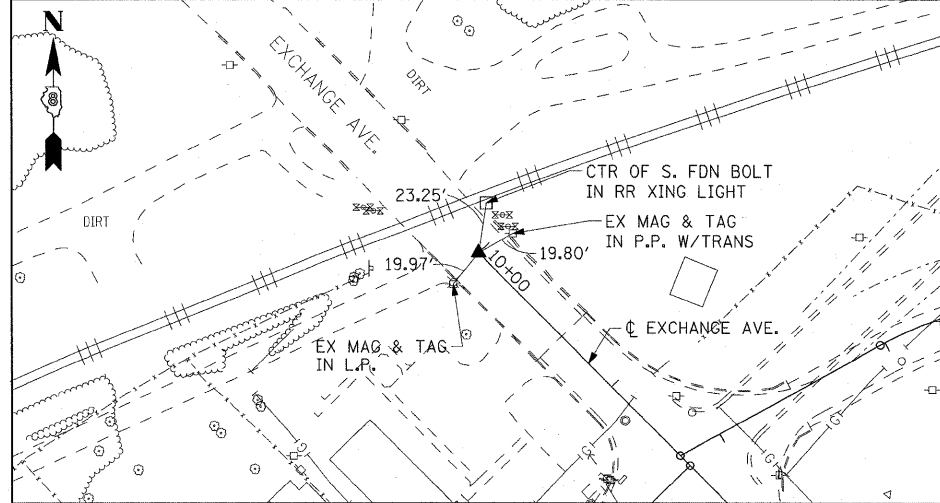 N
8
EXCHANGE AVE.
DIRT
DIRT
23.25'
CTR OF S. FDN BOLT
IN RR XING LIGHT
EX MAG & TAG
IN P.P. W/TRANS
19.80'
19.97'
10+00
℄ EXCHANGE AVE.
EX MAG & TAG
IN L.P.
G
G
G
G